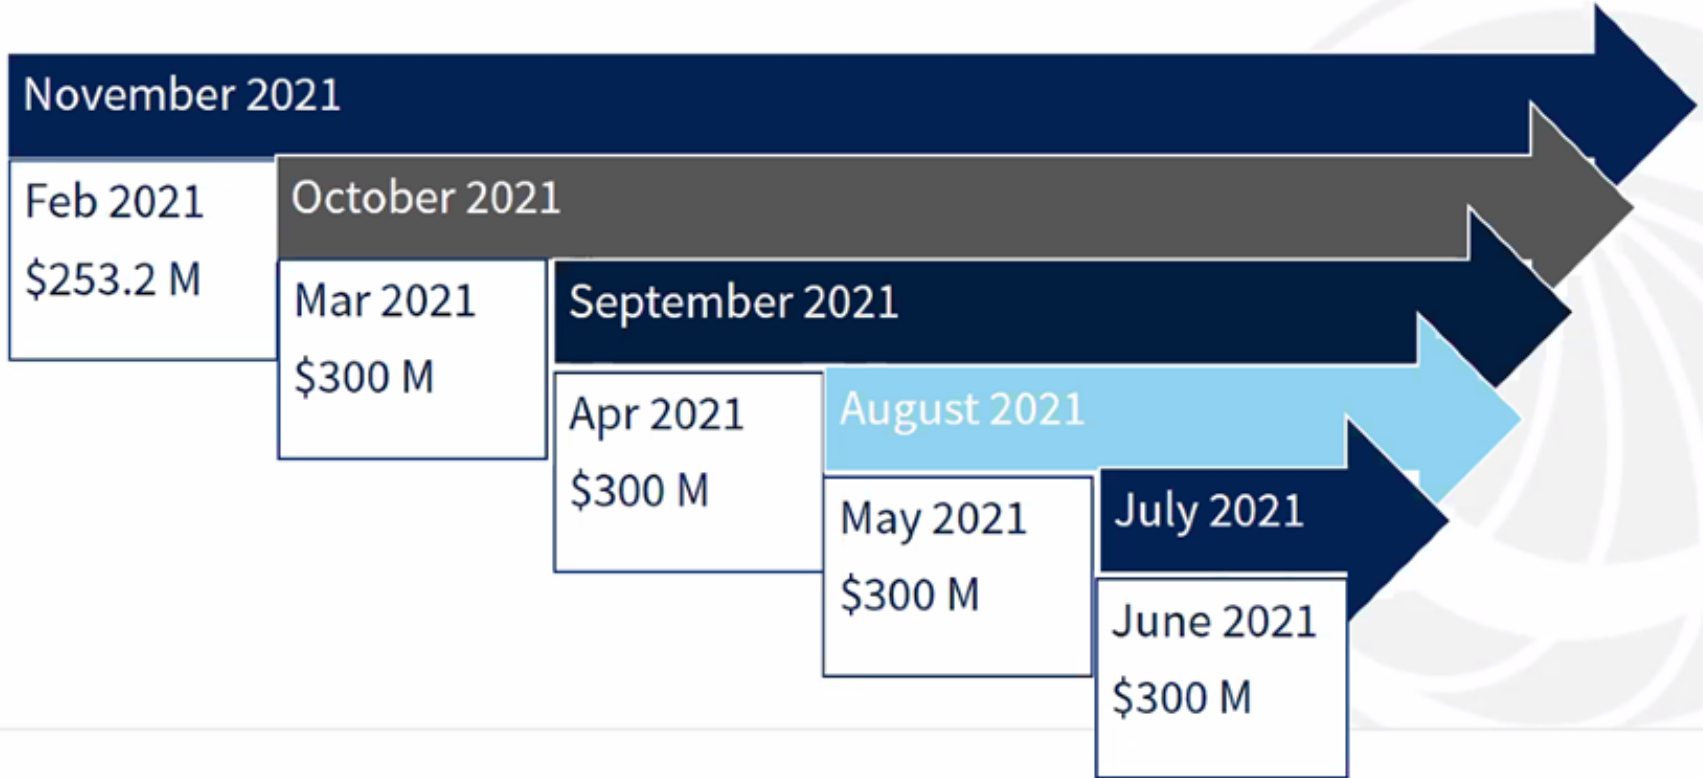 November 2021
Feb 2021
$253.2 M
October 2021
Mar 2021
$300 M
September 2021
Apr 2021
$300 M
August 2021
May 2021
$300 M
July 2021
June 2021
$300 M